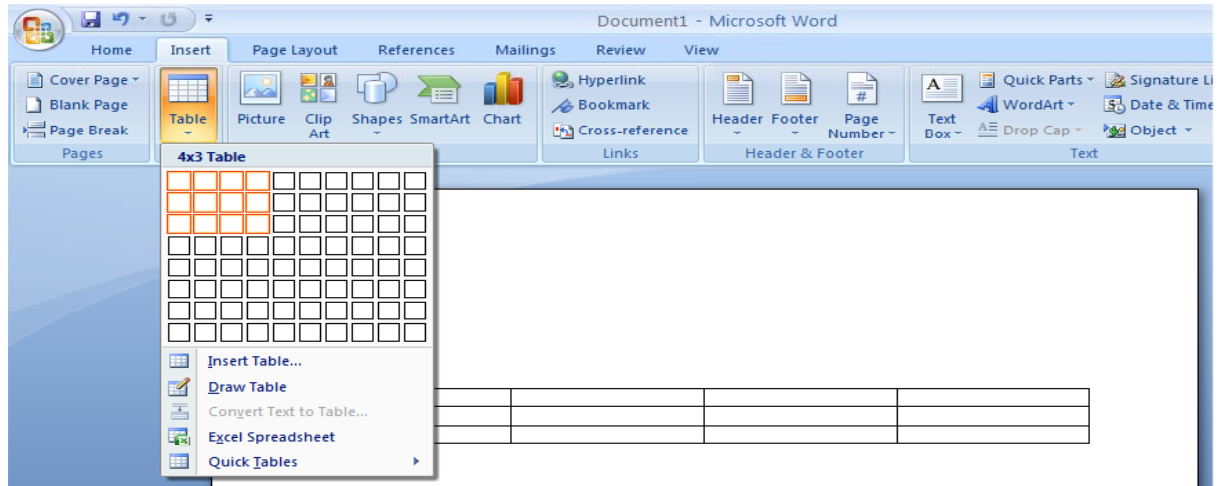 Document1 - Microsoft Word
Home Insert Page Layout References Mailings Review View
Cover Page
Blank Page
Page Break
Pages
Table
Picture
Clip
Art
Shapes
SmartArt
Chart
Hyperlink
Bookmark
Cross-reference
Links
Header
Footer
Page
Number
Header & Footer
A
Text
Box
Quick Parts
WordArt
Drop Cap
Signature Li
Date & Time
Object
Text
4x3 Table
Insert Table...
Draw Table
Convert Text to Table...
Excel Spreadsheet
Quick Tables